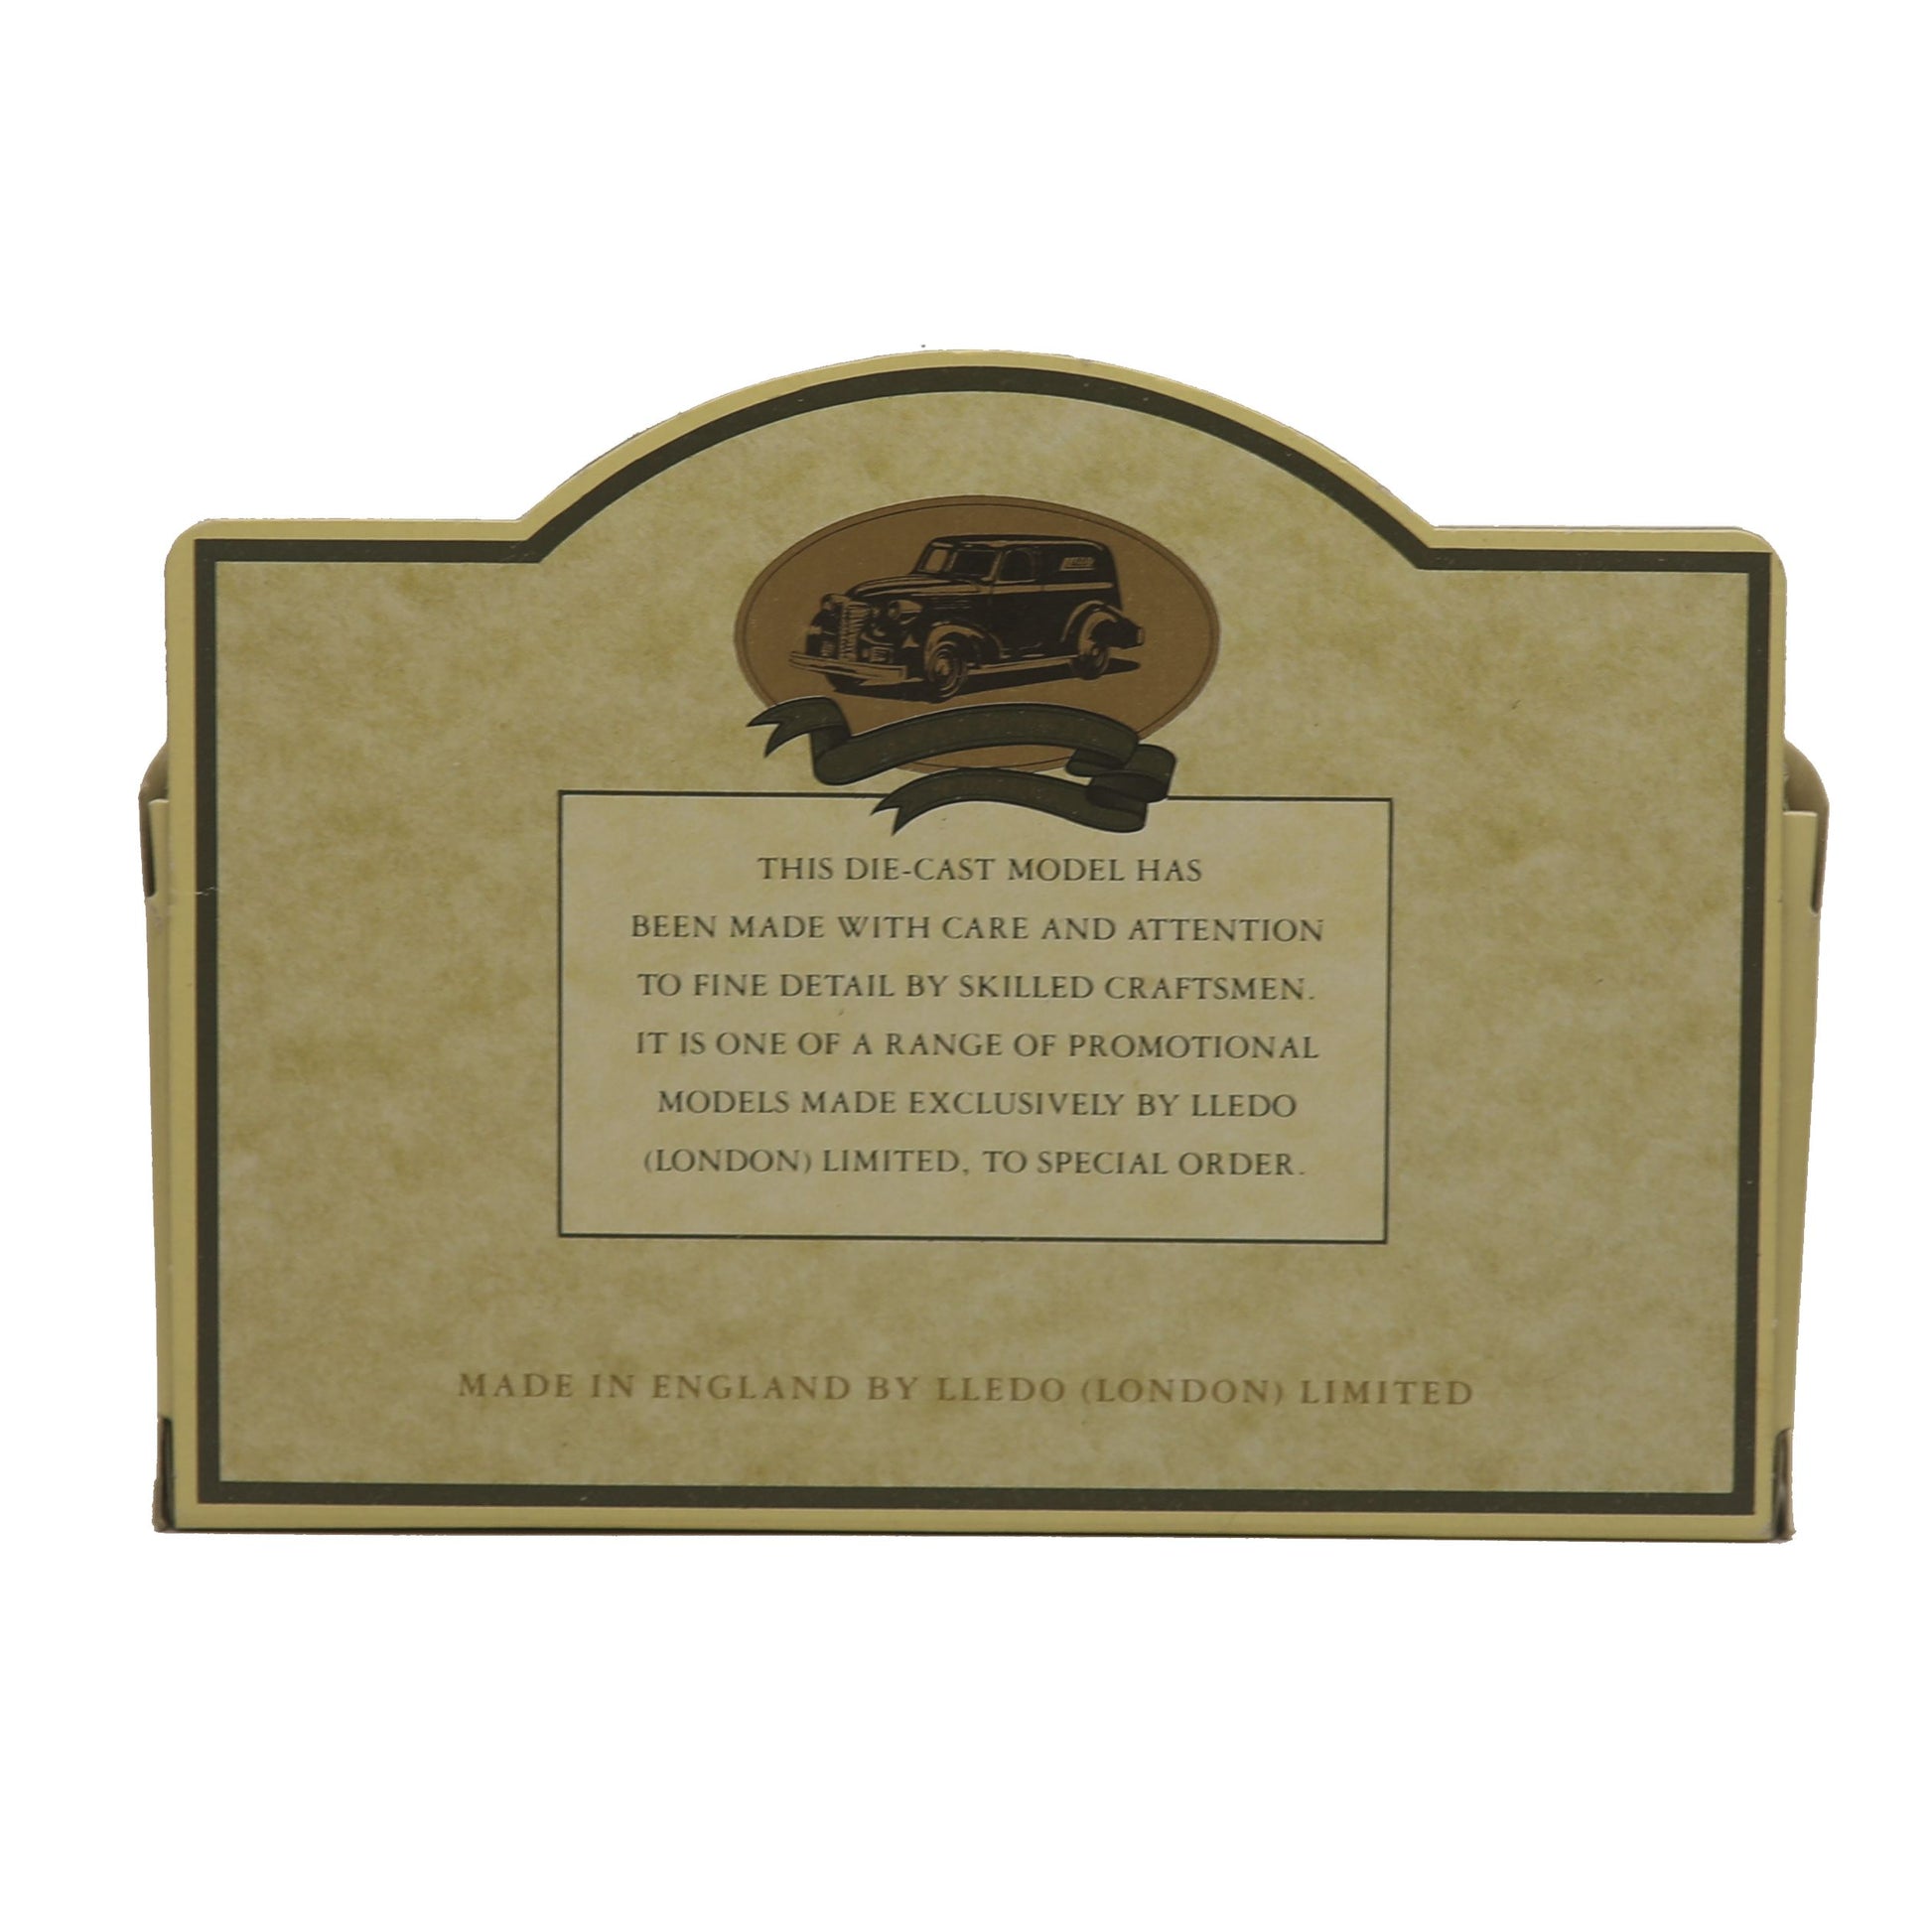 THIS DIE-CAST MODEL HAS
BEEN MADE WITH CARE AND ATTENTION
TO FINE DETAIL BY SKILLED CRAFTSMEN.
IT IS ONE OF A RANGE OF PROMOTIONAL
MODELS MADE EXCLUSIVELY BY LLEDO
(LONDON) LIMITED, TO SPECIAL ORDER.
MADE IN ENGLAND BY LLEDO (LONDON) LIMITED